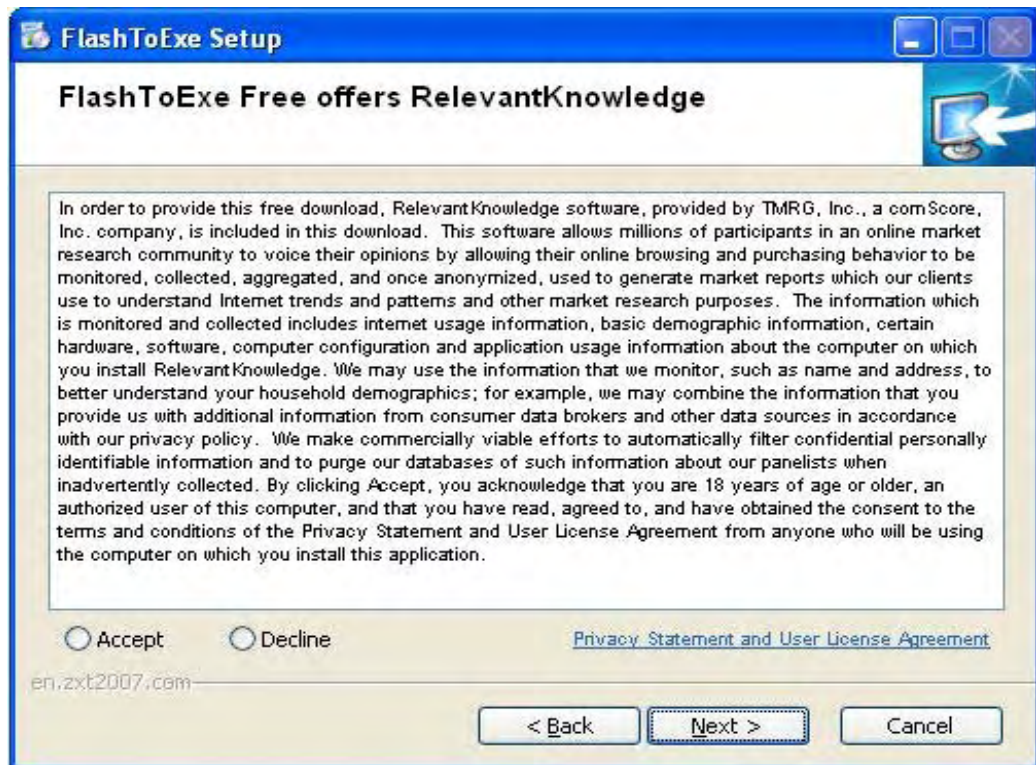 FlashToExe Setup
FlashToExe Free offers RelevantKnowledge
In order to provide this free download, RelevantKnowledge software, provided by TMRG, Inc., a comScore,
Inc. company, is included in this download.  This software allows millions of participants in an online market
research community to voice their opinions by allowing their online browsing and purchasing behavior to be
monitored, collected, aggregated, and once anonymized, used to generate market reports which our clients
use to understand Internet trends and patterns and other market research purposes.  The information which
is monitored and collected includes internet usage information, basic demographic information, certain
hardware, software, computer configuration and application usage information about the computer on which
you install RelevantKnowledge. We may use the information that we monitor, such as name and address, to
better understand your household demographics; for example, we may combine the information that you
provide us with additional information from consumer data brokers and other data sources in accordance
with our privacy policy.  We make commercially viable efforts to automatically filter confidential personally
identifiable information and to purge our databases of such information about our panelists when
inadvertently collected. By clicking Accept, you acknowledge that you are 18 years of age or older, an
authorized user of this computer, and that you have read, agreed to, and have obtained the consent to the
terms and conditions of the Privacy Statement and User License Agreement from anyone who will be using
the computer on which you install this application.
Accept Decline Privacy Statement and User License Agreement
en.zxt2007.com
< Back Next > Cancel